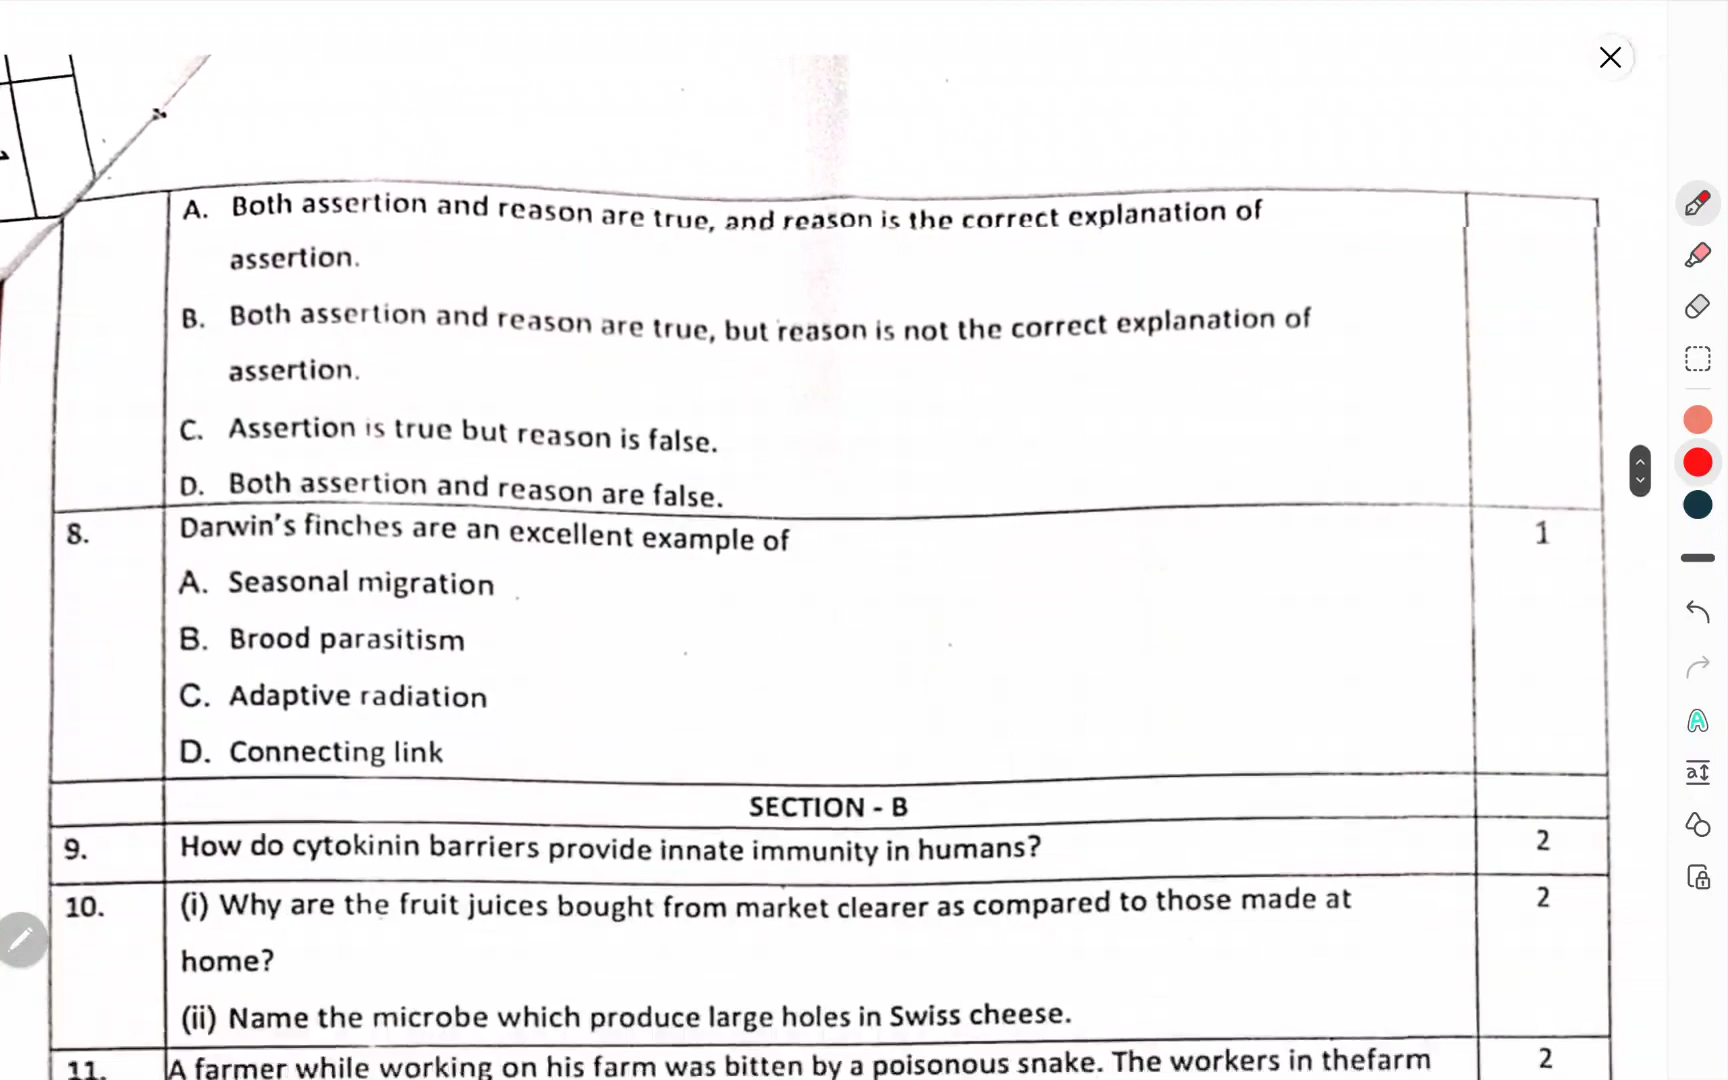 A. Both assertion and reason are true, and reason is the correct explanation of
assertion.
B. Both assertion and reason are true, but reason is not the correct explanation of
assertion.
C. Assertion is true but reason is false.
D. Both assertion and reason are false.
8. Darwin's finches are an excellent example of 1
A. Seasonal migration
B. Brood parasitism
C. Adaptive radiation
D. Connecting link
SECTION - B
9. How do cytokinin barriers provide innate immunity in humans? 2
10. (i) Why are the fruit juices bought from market clearer as compared to those made at 2
home?
(ii) Name the microbe which produce large holes in Swiss cheese.
11. A farmer while working on his farm was bitten by a poisonous snake. The workers in thefarm 2